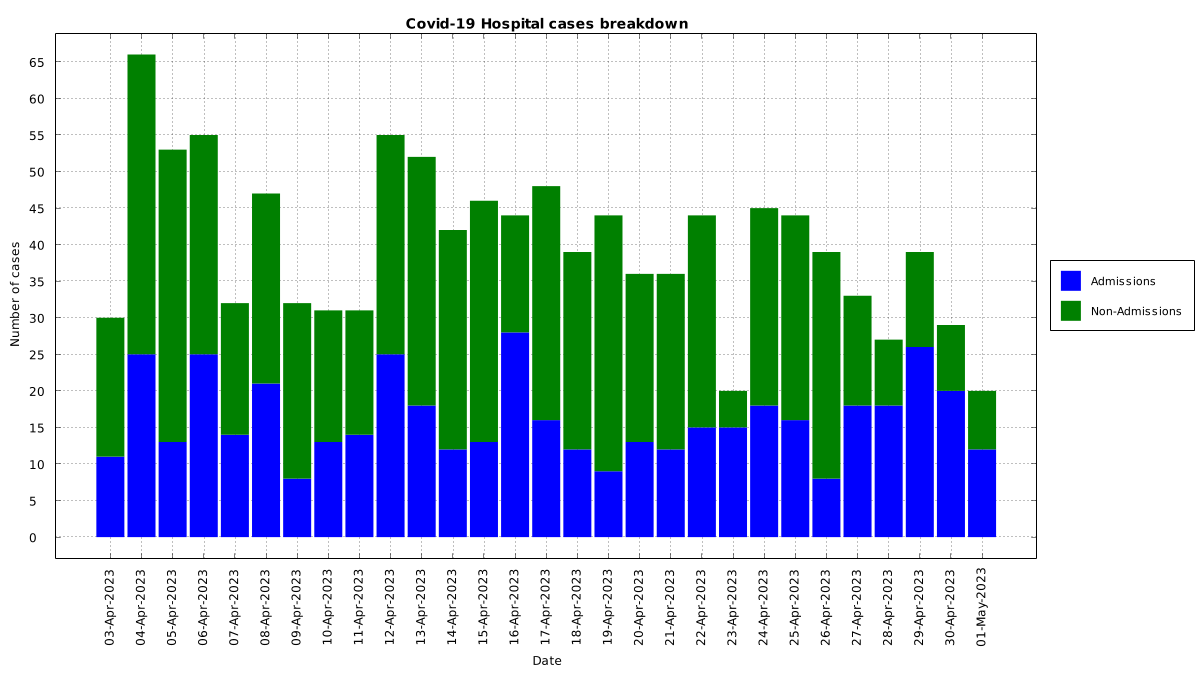 Covid-19 Hospital cases breakdown
65
60
55
50
45
40
35
30
25
20
15
10
5
0
Number of cases
03-Apr-2023
04-Apr-2023
05-Apr-2023
06-Apr-2023
07-Apr-2023
08-Apr-2023
09-Apr-2023
10-Apr-2023
11-Apr-2023
12-Apr-2023
13-Apr-2023
14-Apr-2023
15-Apr-2023
16-Apr-2023
17-Apr-2023
18-Apr-2023
19-Apr-2023
20-Apr-2023
21-Apr-2023
22-Apr-2023
23-Apr-2023
24-Apr-2023
25-Apr-2023
26-Apr-2023
27-Apr-2023
28-Apr-2023
29-Apr-2023
30-Apr-2023
01-May-2023
Date
Admissions
Non-Admissions